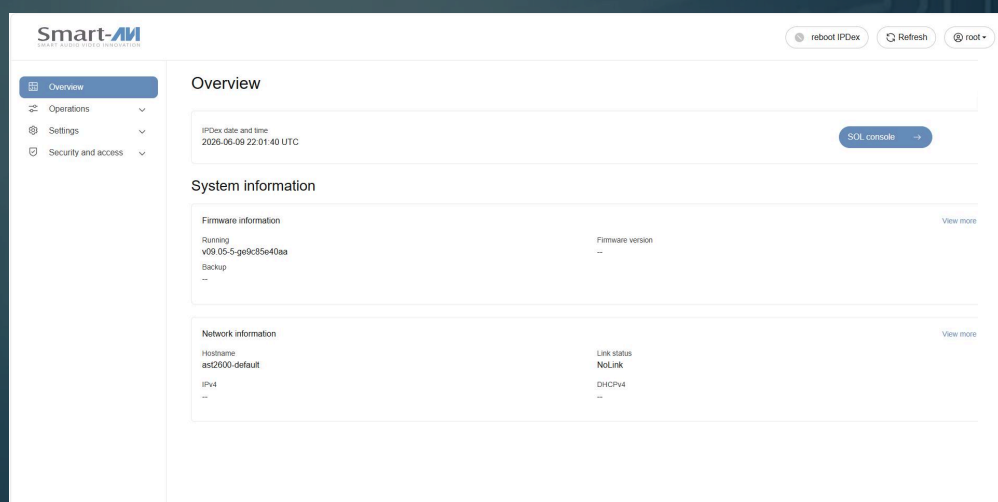 Smart-AVI
SMART AUDIO VIDEO INNOVATION
reboot IPDex
Refresh
root
Overview
Operations
Settings
Security and access
Overview
IPDex date and time
2026-06-09 22:01:40 UTC
SOL console →
System information
Firmware information
View more
Running
v09.05-5-ge9c85e40aa
Firmware version
--
Backup
--
Network information
View more
Hostname
ast2600-default
Link status
NoLink
IPv4
--
DHCPv4
--